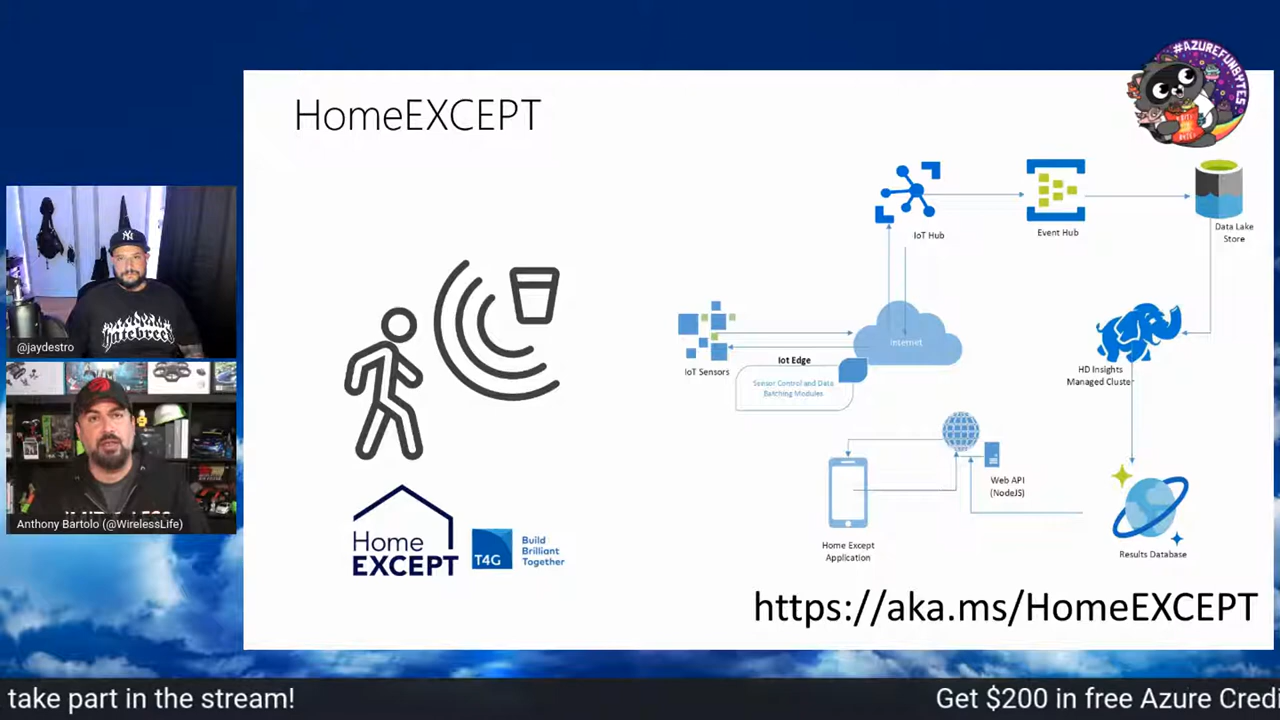 HomeEXCEPT
#AZUREFUNBYTES
IoT Hub
Event Hub
Data Lake
Store
IoT Sensors
Internet
Iot Edge
Sensor Control and Data
Batching Modules
HD Insights
Managed Cluster
Web API
(NodeJS)
Home Except
Application
Results Database
Home
EXCEPT
T4G
Build
Brilliant
Together
https://aka.ms/HomeEXCEPT
hatebreed
@jaydestro
Anthony Bartolo (@WirelessLife)
take part in the stream!
Get $200 in free Azure Credi